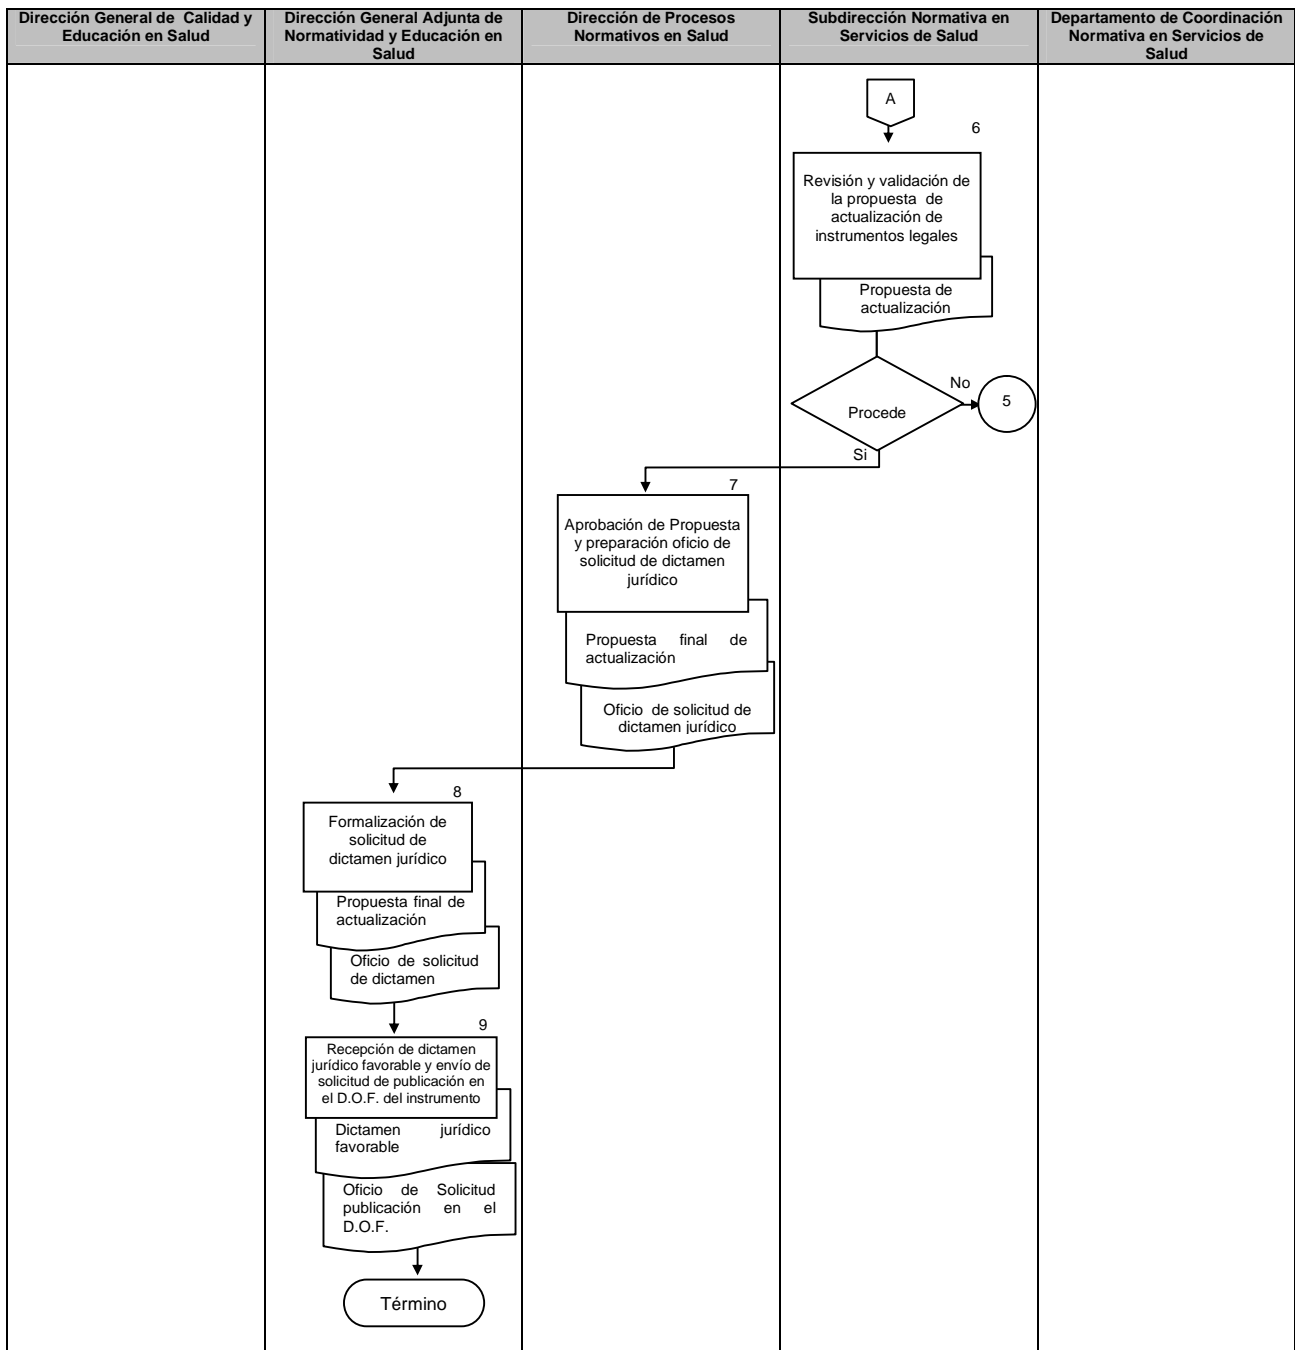 Dirección General de Calidad y
Educación en Salud
Dirección General Adjunta de
Normatividad y Educación en
Salud
Dirección de Procesos
Normativos en Salud
Subdirección Normativa en
Servicios de Salud
Departamento de Coordinación
Normativa en Servicios de
Salud
A
6
Revisión y validación de
la propuesta de
actualización de
instrumentos legales
Propuesta de
actualización
Procede
No
5
Si
7
Aprobación de Propuesta
y preparación oficio de
solicitud de dictamen
jurídico
Propuesta final de
actualización
Oficio de solicitud de
dictamen jurídico
8
Formalización de
solicitud de
dictamen jurídico
Propuesta final de
actualización
Oficio de solicitud
de dictamen
9
Recepción de dictamen
jurídico favorable y envío de
solicitud de publicación en
el D.O.F. del instrumento
Dictamen jurídico
favorable
Oficio de Solicitud
publicación en el
D.O.F.
Término